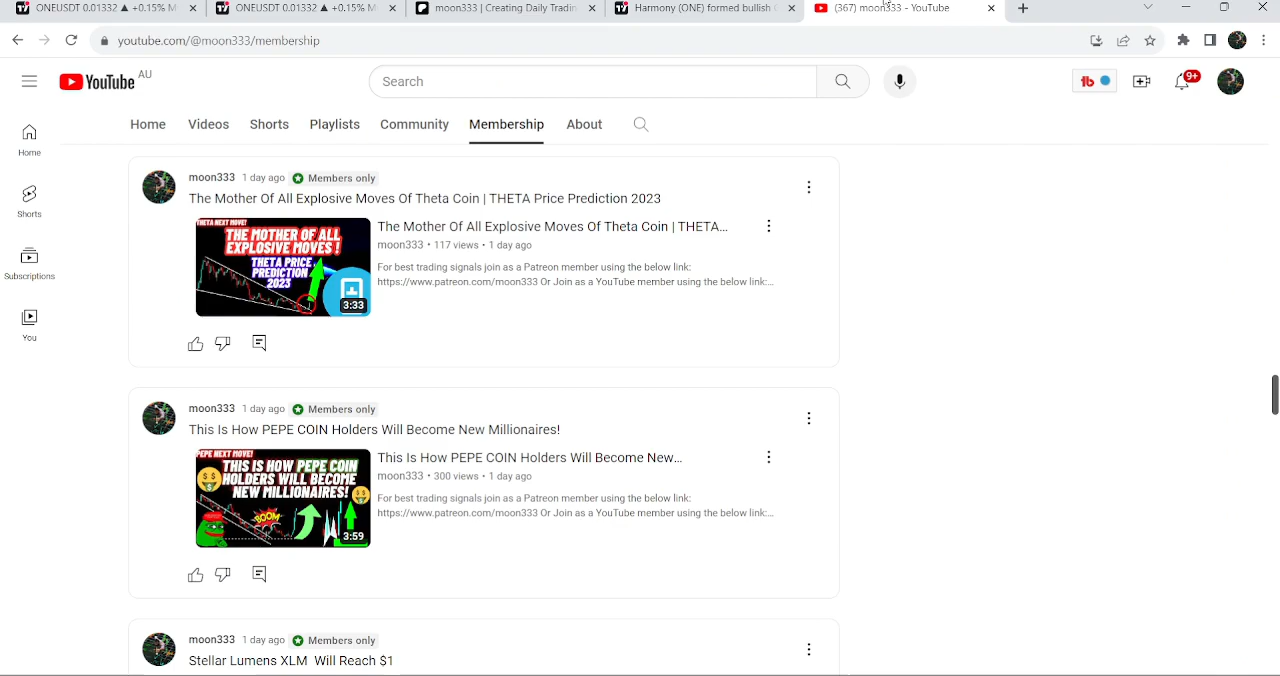 ONEUSDT 0.01332 ▲ +0.15% M
ONEUSDT 0.01332 ▲ +0.15% M
moon333 | Creating Daily Tradin
Harmony (ONE) formed bullish
(367) moon333 - YouTube
youtube.com/@moon333/membership
YouTube AU
Search
9+
Home Videos Shorts Playlists Community Membership About
Home
Shorts
Subscriptions
You
moon333 1 day ago Members only
The Mother Of All Explosive Moves Of Theta Coin | THETA Price Prediction 2023
THETA NEXT MOVE!
THE MOTHER OF ALL
EXPLOSIVE MOVES !
THETA PRICE
PREDICTION
2023
3:33
The Mother Of All Explosive Moves Of Theta Coin | THETA...
moon333 • 117 views • 1 day ago
For best trading signals join as a Patreon member using the below link:
https://www.patreon.com/moon333 Or Join as a YouTube member using the below link:...
moon333 1 day ago Members only
This Is How PEPE COIN Holders Will Become New Millionaires!
PEPE NEXT MOVE!
THIS IS HOW PEPE COIN
HOLDERS WILL BECOME
NEW MILLIONAIRES!
BOOM
3:59
This Is How PEPE COIN Holders Will Become New...
moon333 • 300 views • 1 day ago
For best trading signals join as a Patreon member using the below link:
https://www.patreon.com/moon333 Or Join as a YouTube member using the below link:...
moon333 1 day ago Members only
Stellar Lumens XLM Will Reach $1